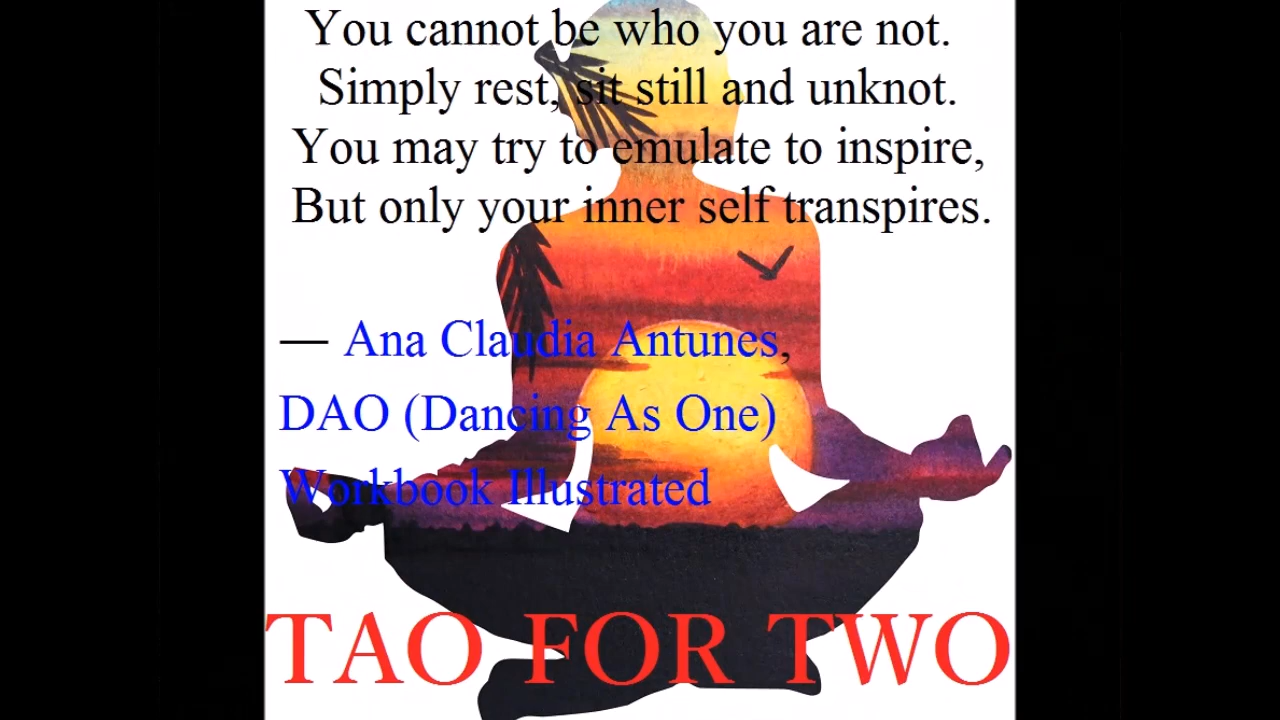 You cannot be who you are not.
Simply rest, sit still and unknot.
You may try to emulate to inspire,
But only your inner self transpires.
— Ana Claudia Antunes,
DAO (Dancing As One)
Workbook Illustrated
TAO FOR TWO